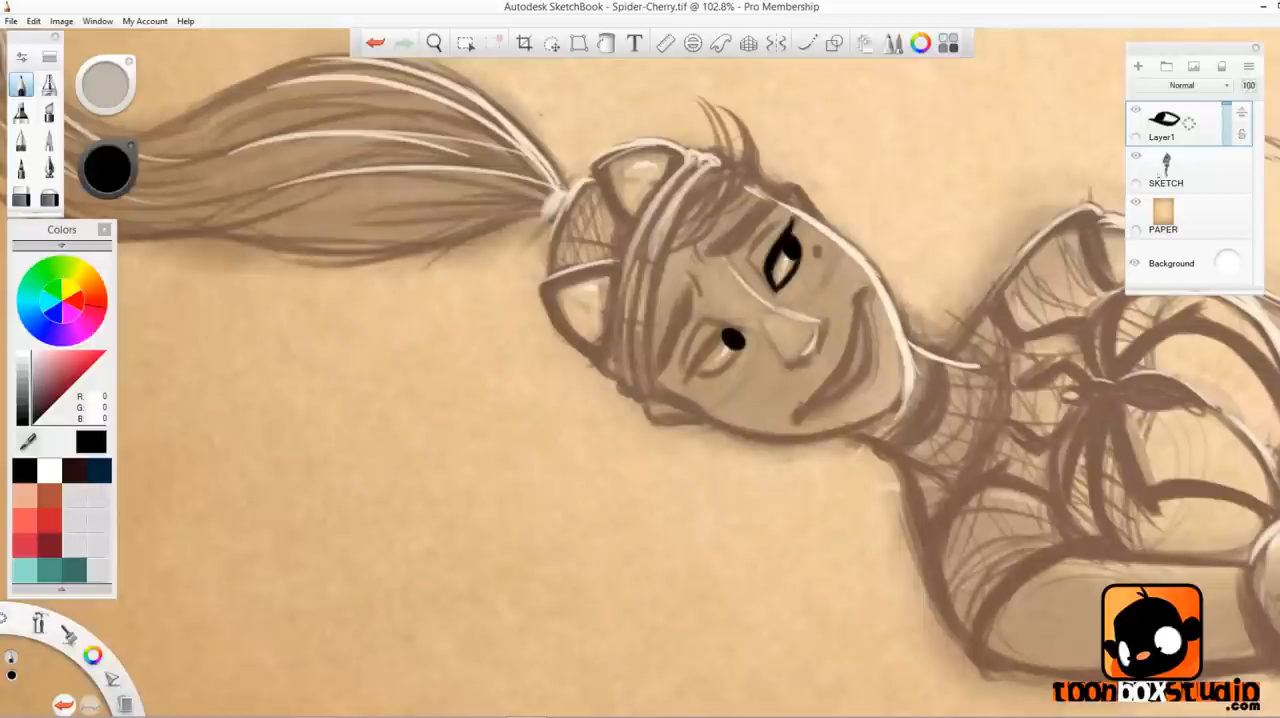 Autodesk SketchBook - Spider-Cherry.tif @ 102.8% - Pro Membership
File Edit Image Window My Account Help
Normal 100
Layer1
SKETCH
PAPER
Background
Colors
R: 0
G: 0
B: 0
toonboxstudio
.com